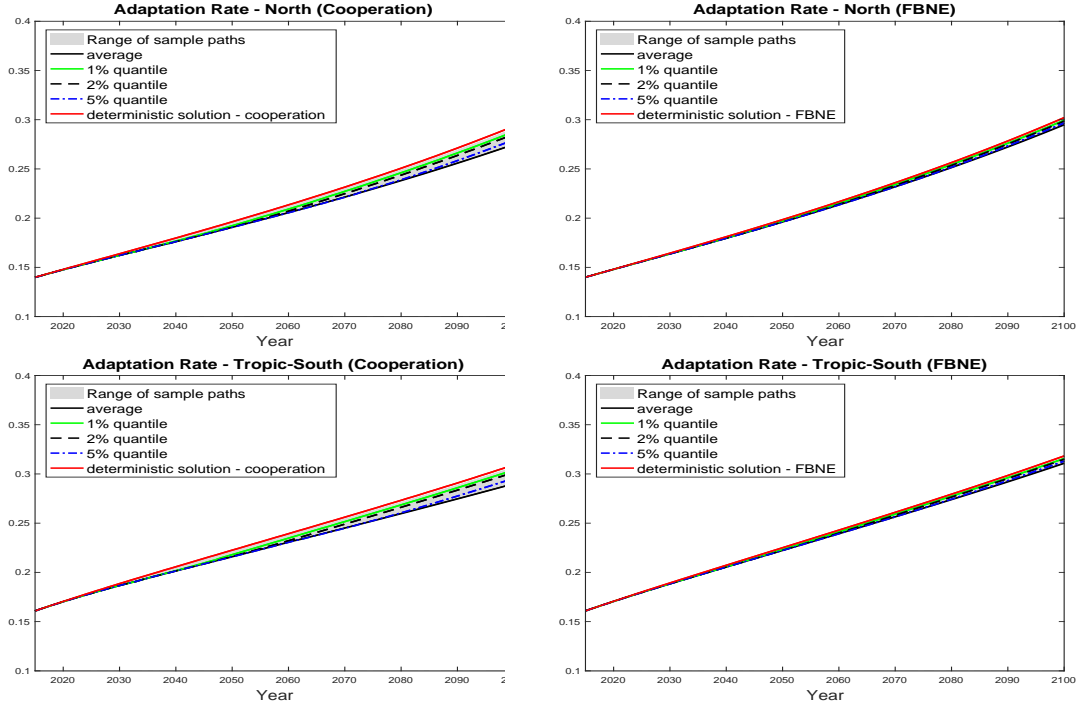 Adaptation Rate - North (Cooperation)
0.4
0.35
0.3
0.25
0.2
0.15
0.1
Range of sample paths
average
1% quantile
2% quantile
5% quantile
deterministic solution - cooperation
2020 2030 2040 2050 2060 2070 2080 2090 2
Year
Adaptation Rate - North (FBNE)
0.4
0.35
0.3
0.25
0.2
0.15
0.1
Range of sample paths
average
1% quantile
2% quantile
5% quantile
deterministic solution - FBNE
2020 2030 2040 2050 2060 2070 2080 2090 2100
Year
Adaptation Rate - Tropic-South (Cooperation)
0.4
0.35
0.3
0.25
0.2
0.15
0.1
Range of sample paths
average
1% quantile
2% quantile
5% quantile
deterministic solution - cooperation
2020 2030 2040 2050 2060 2070 2080 2090 2
Year
Adaptation Rate - Tropic-South (FBNE)
0.4
0.35
0.3
0.25
0.2
0.15
0.1
Range of sample paths
average
1% quantile
2% quantile
5% quantile
deterministic solution - FBNE
2020 2030 2040 2050 2060 2070 2080 2090 2100
Year